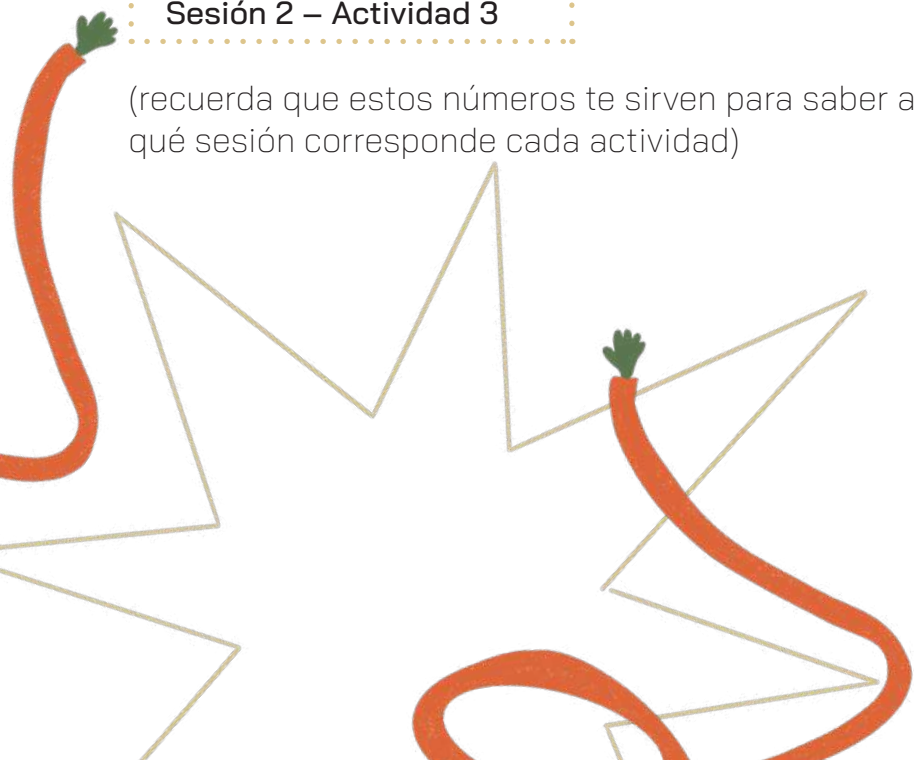 Sesión 2 – Actividad 3
(recuerda que estos números te sirven para saber a
qué sesión corresponde cada actividad)